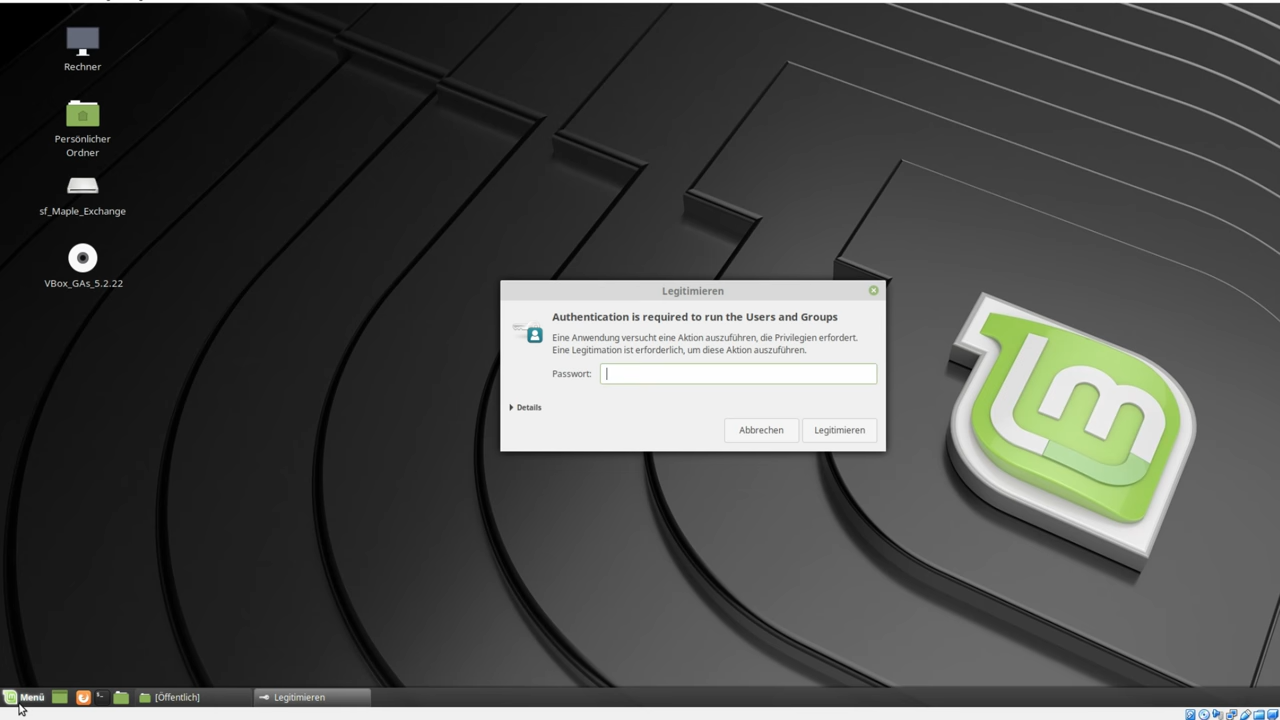 Rechner
Persönlicher
Ordner
sf_Maple_Exchange
VBox_GAs_5.2.22
Legitimieren
Authentication is required to run the Users and Groups
Eine Anwendung versucht eine Aktion auszuführen, die Privilegien erfordert.
Eine Legitimation ist erforderlich, um diese Aktion auszuführen.
Passwort:
Details
Abbrechen Legitimieren
Menü [Öffentlich] Legitimieren